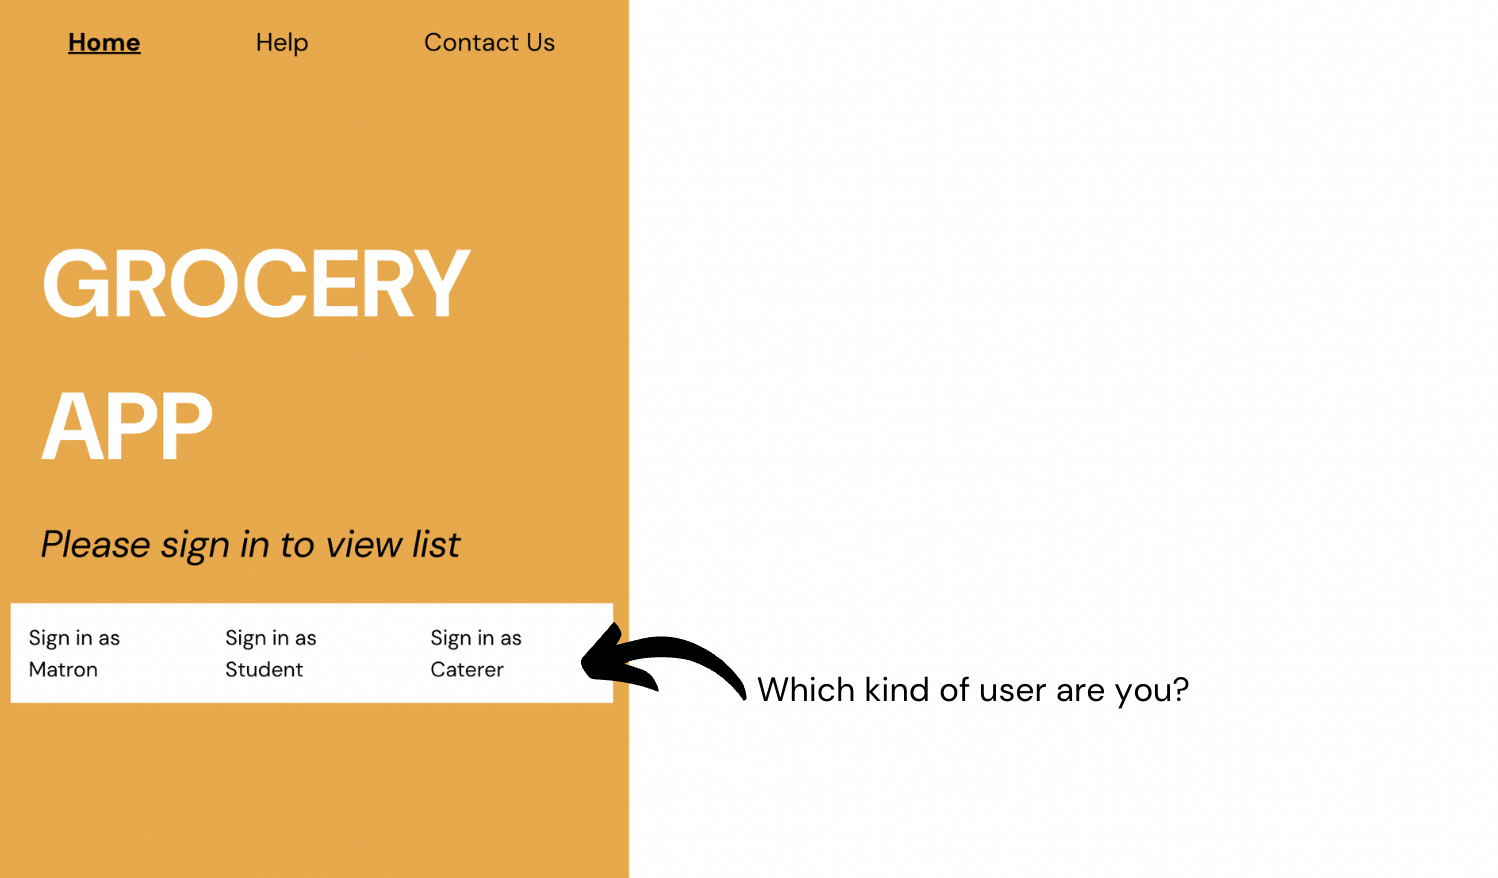 Home Help Contact Us
GROCERY
APP
Please sign in to view list
Sign in as
Matron
Sign in as
Student
Sign in as
Caterer
Which kind of user are you?